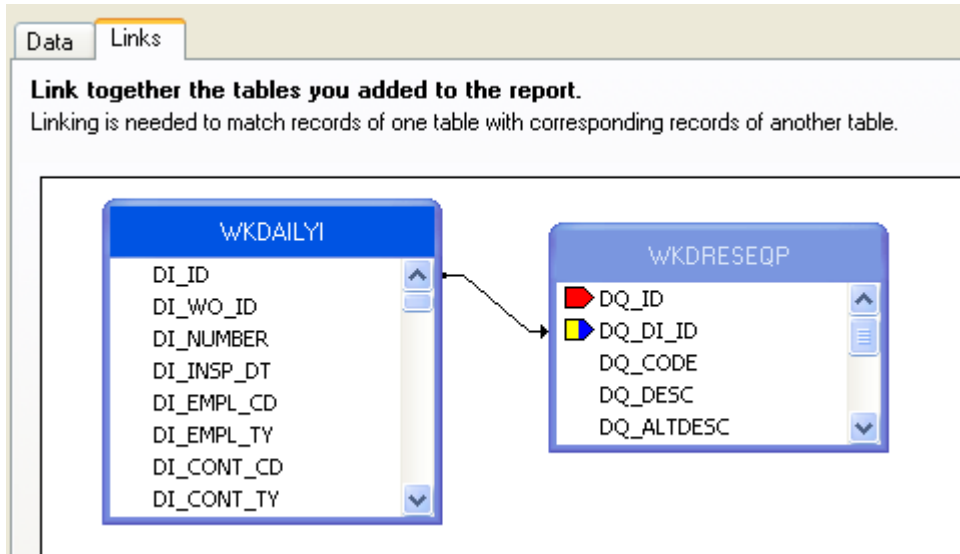 Data Links
Link together the tables you added to the report.
Linking is needed to match records of one table with corresponding records of another table.
WKDAILYI
DI_ID
DI_WO_ID
DI_NUMBER
DI_INSP_DT
DI_EMPL_CD
DI_EMPL_TY
DI_CONT_CD
DI_CONT_TY
WKDRESEQP
DQ_ID
DQ_DI_ID
DQ_CODE
DQ_DESC
DQ_ALTDESC